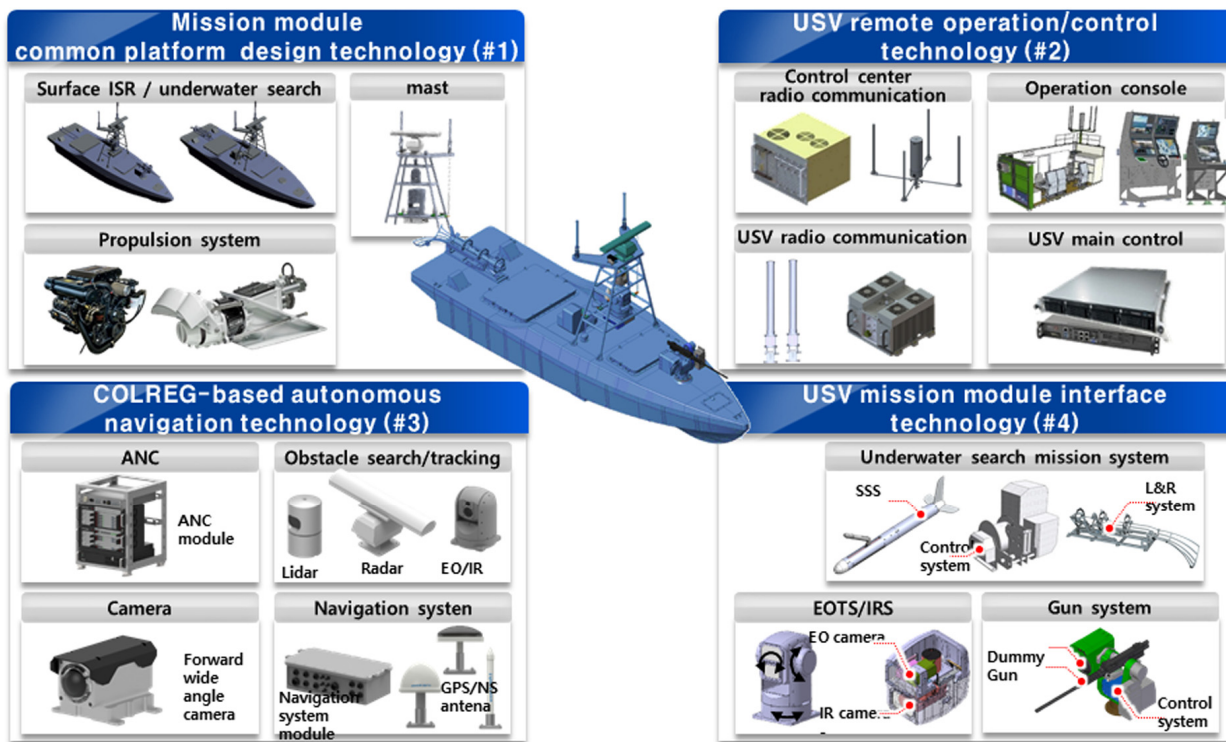 Mission module
common platform design technology (#1)
Surface ISR / underwater search
mast
Propulsion system
USV remote operation/control
technology (#2)
Control center
radio communication
Operation console
USV radio communication
USV main control
COLREG-based autonomous
navigation technology (#3)
ANC
ANC
module
Obstacle search/tracking
Lidar
Radar
EO/IR
Camera
Forward
wide
angle
camera
Navigation systen
Navigation
system
module
GPS/NS
antena
USV mission module interface
technology (#4)
Underwater search mission system
SSS
Control
system
L&R
system
EOTS/IRS
EO camera
IR camera
Gun system
Dummy
Gun
Control
system